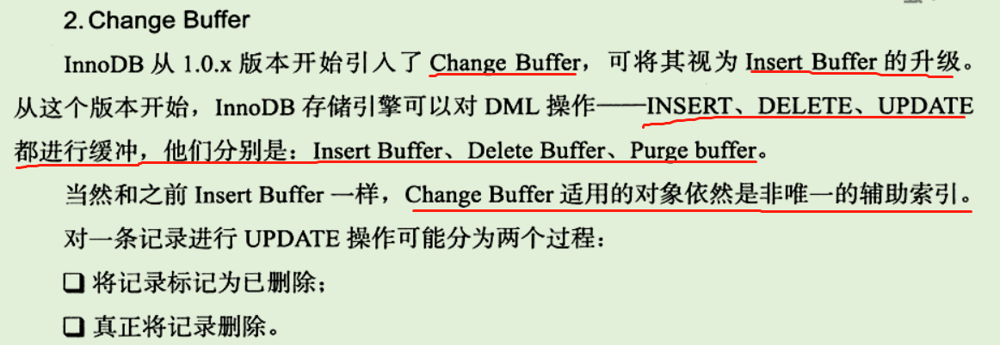 2. Change Buffer
InnoDB 从 1.0.x 版本开始引入了 Change Buffer，可将其视为 Insert Buffer 的升级。
从这个版本开始，InnoDB 存储引擎可以对 DML 操作——INSERT、DELETE、UPDATE
都进行缓冲，他们分别是：Insert Buffer、Delete Buffer、Purge buffer。
当然和之前 Insert Buffer 一样，Change Buffer 适用的对象依然是非唯一的辅助索引。
对一条记录进行 UPDATE 操作可能分为两个过程：
❑ 将记录标记为已删除；
❑ 真正将记录删除。